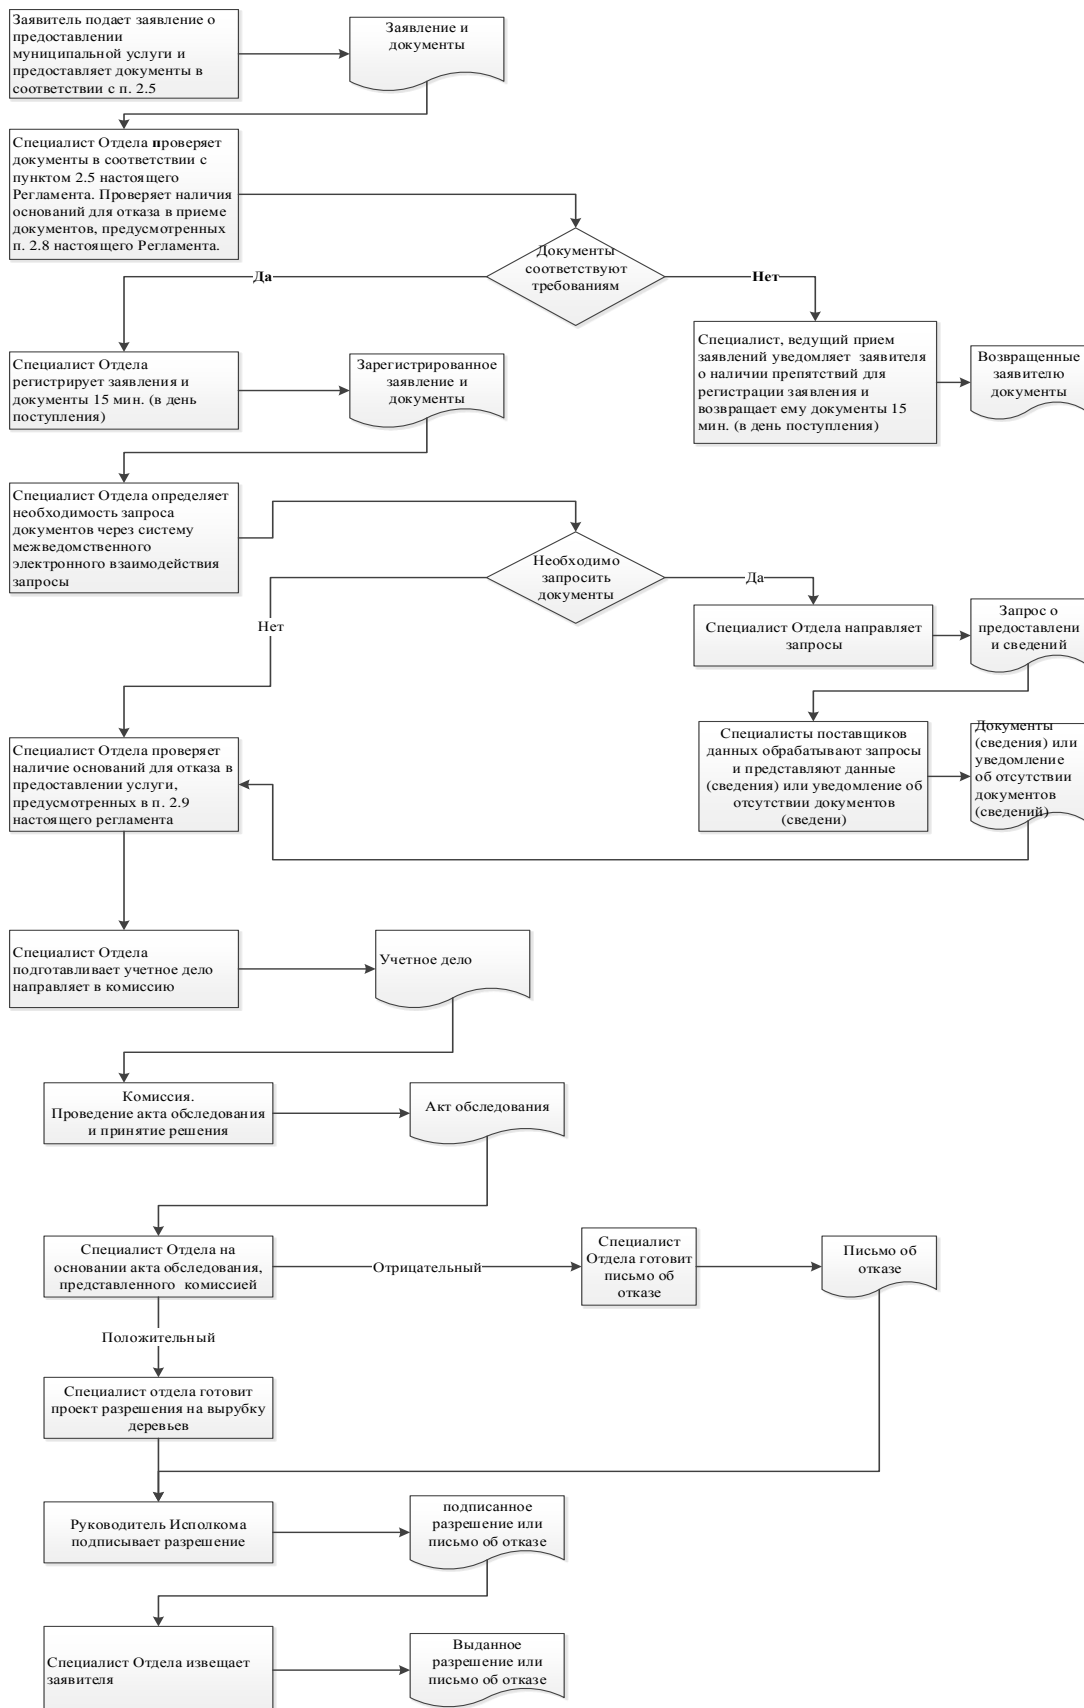 Заявитель подает заявление о
предоставлении
муниципальной услуги и
предоставляет документы в
соответствии с п. 2.5
Заявление и
документы
Специалист Отдела проверяет
документы в соответствии с
пунктом 2.5 настоящего
Регламента. Проверяет наличия
оснований для отказа в приеме
документов, предусмотренных
п. 2.8 настоящего Регламента.
Документы
соответствуют
требованиям
Да
Нет
Специалист Отдела
регистрирует заявления и
документы 15 мин. (в день
поступления)
Зарегистрированное
заявление и
документы
Специалист, ведущий прием
заявлений уведомляет заявителя
о наличии препятствий для
регистрации заявления и
возвращает ему документы 15
мин. (в день поступления)
Возвращенные
заявителю
документы
Специалист Отдела определяет
необходимость запроса
документов через систему
межведомственного
электронного взаимодействия
запросы
Необходимо
запросить
документы
Да
Нет
Специалист Отдела направляет
запросы
Запрос о
предоставлени
и сведений
Специалисты поставщиков
данных обрабатывают запросы
и представляют данные
(сведения) или уведомление об
отсутствии документов
(сведени)
Документы
(сведения) или
уведомление
об отсутствии
документов
(сведений)
Специалист Отдела проверяет
наличие оснований для отказа в
предоставлении услуги,
предусмотренных в п. 2.9
настоящего регламента
Специалист Отдела
подготавливает учетное дело
направляет в комиссию
Учетное дело
Комиссия.
Проведение акта обследования
и принятие решения
Акт обследования
Специалист Отдела на
основании акта обследования,
представленного комиссией
Отрицательный
Специалист
Отдела готовит
письмо об
отказе
Письмо об
отказе
Положительный
Специалист отдела готовит
проект разрешения на вырубку
деревьев
Руководитель Исполкома
подписывает разрешение
подписанное
разрешение или
письмо об отказе
Специалист Отдела извещает
заявителя
Выданное
разрешение или
письмо об отказе